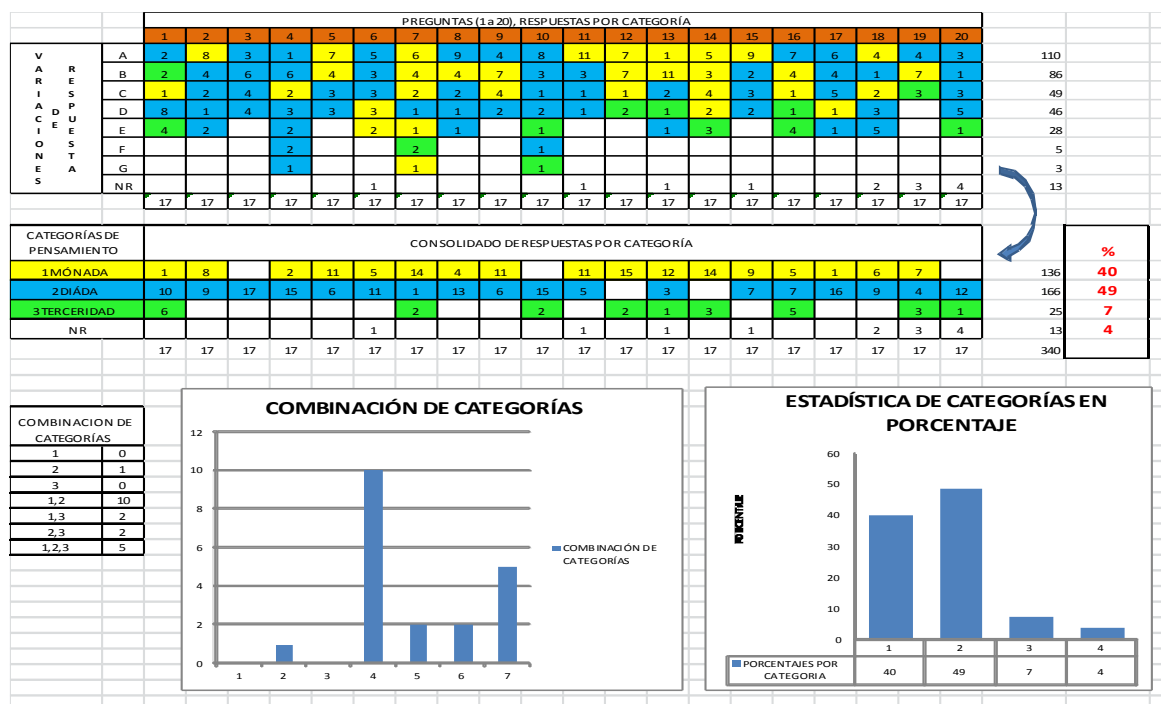 PREGUNTAS (1 a 20), RESPUESTAS POR CATEGORÍA
1 2 3 4 5 6 7 8 9 10 11 12 13 14 15 16 17 18 19 20
VARIACIONES
DE
RESPUESTA
A 2 8 3 1 7 5 6 9 4 8 11 7 1 5 9 7 6 4 4 3 110
B 2 4 6 6 4 3 4 4 7 3 3 7 11 3 2 4 4 1 7 1 86
C 1 2 4 2 3 3 2 2 4 1 1 1 2 4 3 1 5 2 3 3 49
D 8 1 4 3 3 3 1 1 2 2 1 2 1 2 2 1 1 3 5 46
E 4 2 2 2 1 1 1 1 3 4 1 5 1 28
F 2 2 1 5
G 1 1 1 3
NR 1 1 1 1 2 3 4 13
17 17 17 17 17 17 17 17 17 17 17 17 17 17 17 17 17 17 17 17
CATEGORÍAS DE
PENSAMIENTO
CONSOLIDADO DE RESPUESTAS POR CATEGORÍA
%
1 MÓNADA 1 8 2 11 5 14 4 11 11 15 12 14 9 5 1 6 7 136 40
2 DIÁDA 10 9 17 15 6 11 1 13 6 15 5 3 7 7 16 9 4 12 166 49
3 TERCERIDAD 6 2 2 2 1 3 5 3 1 25 7
NR 1 1 1 1 2 3 4 13 4
17 17 17 17 17 17 17 17 17 17 17 17 17 17 17 17 17 17 17 17 340
COMBINACION DE
CATEGORÍAS
1 0
2 1
3 0
1,2 10
1,3 2
2,3 2
1,2,3 5
COMBINACIÓN DE CATEGORÍAS
12
10
8
6
4
2
0
1 2 3 4 5 6 7
COMBINACIÓN DE
CATEGORÍAS
ESTADÍSTICA DE CATEGORÍAS EN
PORCENTAJE
60
50
40
30
20
10
0
1 2 3 4
PORCENTAJES POR
CATEGORIA
40 49 7 4